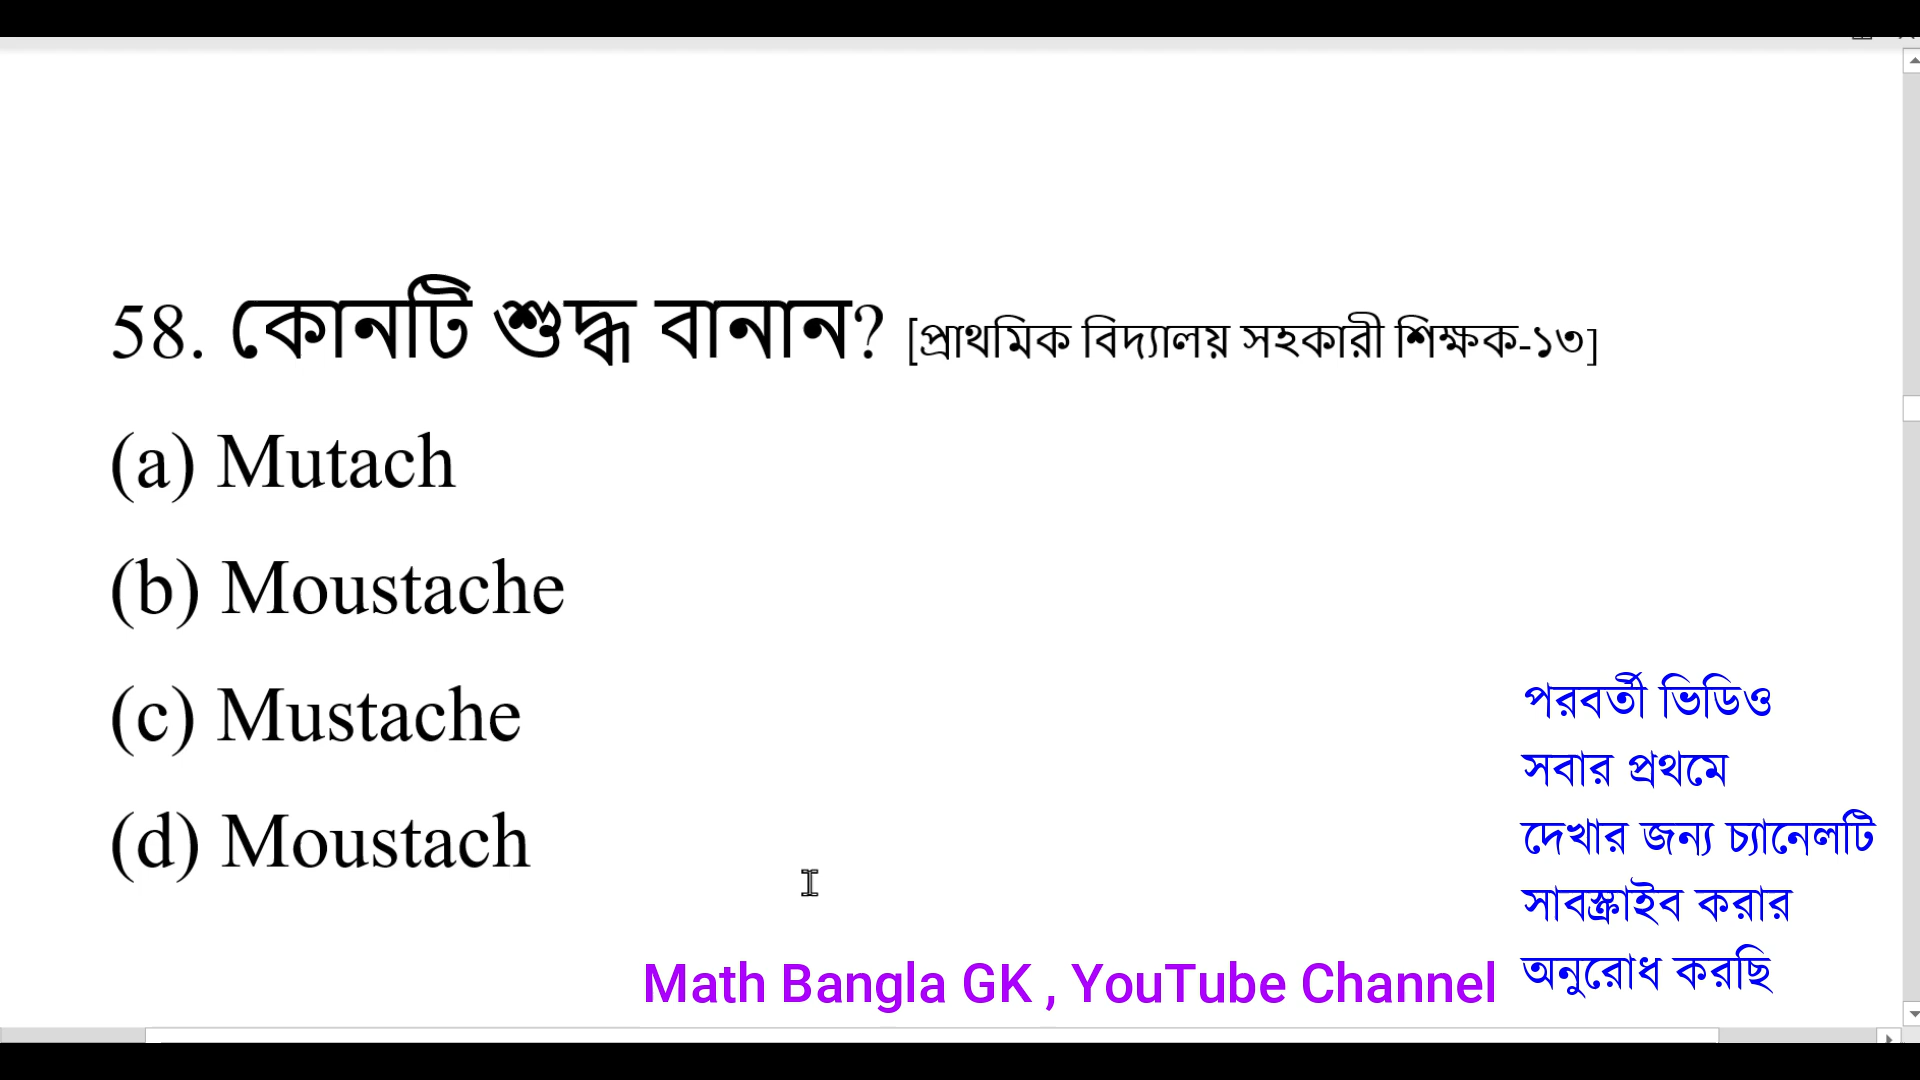 58. কোনটি শুদ্ধ বানান? [প্রাথমিক বিদ্যালয় সহকারী শিক্ষক-১৩]
(a) Mutach
(b) Moustache
(c) Mustache
(d) Moustach
পরবর্তী ভিডিও
সবার প্রথমে
দেখার জন্য চ্যানেলটি
সাবস্ক্রাইব করার
অনুরোধ করছি
Math Bangla GK , YouTube Channel